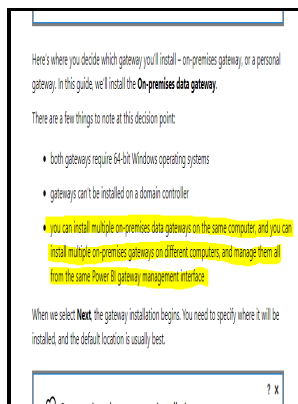 Here's where you decide which gateway you'll install – on-premises gateway, or a personal
gateway. In this guide, we'll install the On-premises data gateway.
There are a few things to note at this decision point:
• both gateways require 64-bit Windows operating systems
• gateways can't be installed on a domain controller
• you can install multiple on-premises data gateways on the same computer, and you can
install multiple on-premises gateways on different computers, and manage them all
from the same Power BI gateway management interface
When we select Next, the gateway installation begins. You need to specify where it will be
installed, and the default location is usually best.
? X